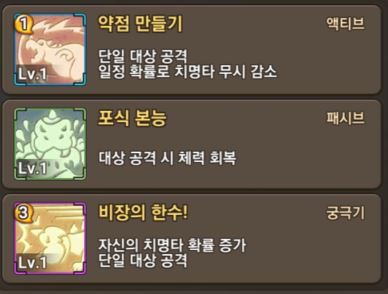 1
약점 만들기
액티브
단일 대상 공격
일정 확률로 치명타 무시 감소
Lv.1
포식 본능
패시브
대상 공격 시 체력 회복
Lv.1
3
비장의 한수!
궁극기
자신의 치명타 확률 증가
단일 대상 공격
Lv.1